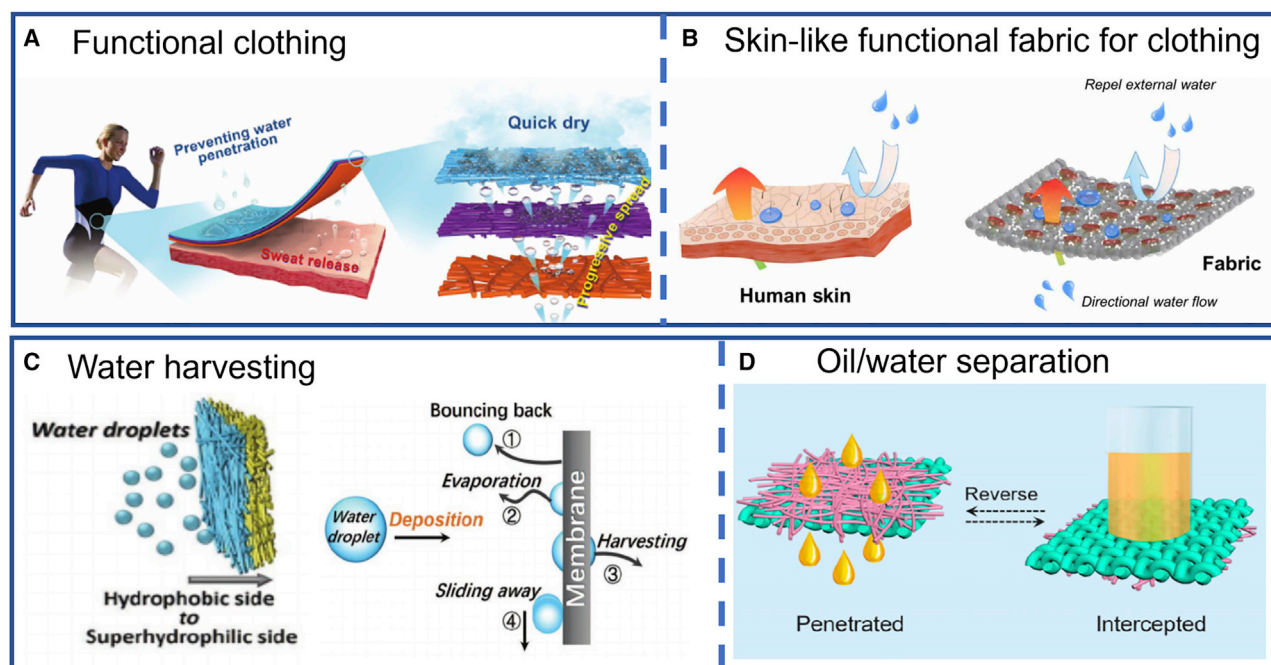 A Functional clothing
Preventing water
penetration
Sweat release
Quick dry
Progressive spread
B Skin-like functional fabric for clothing
Repel external water
Human skin
Fabric
Directional water flow
C Water harvesting
Water droplets
Hydrophobic side
to
Superhydrophilic side
Bouncing back
①
Evaporation
②
Water
droplet
Deposition
Membrane
Harvesting
③
Sliding away
④
D Oil/water separation
Reverse
Penetrated
Intercepted